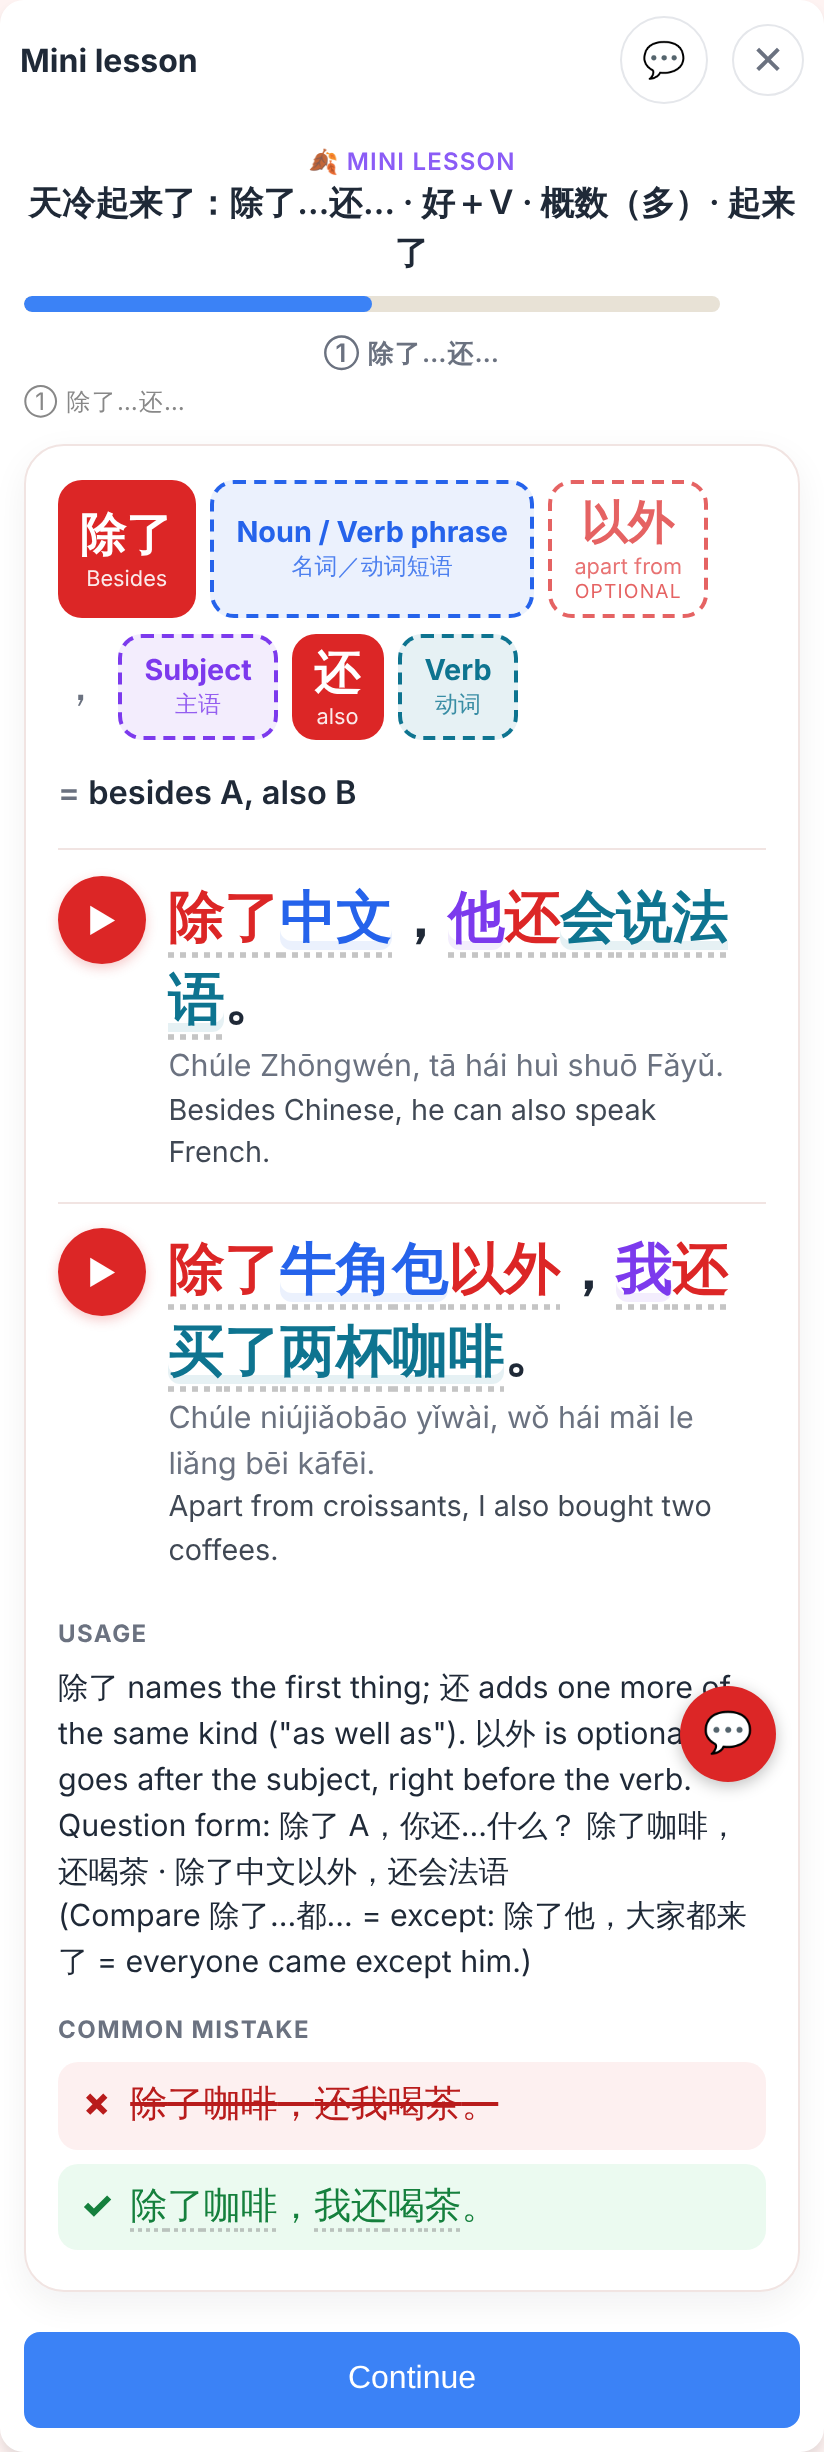 Mini lesson
🍂 MINI LESSON
天冷起来了：除了…还… · 好＋V · 概数（多）· 起来
了
① 除了…还…
① 除了…还…
除了
Besides
Noun / Verb phrase
名词／动词短语
以外
apart from
OPTIONAL
，
Subject
主语
还
also
Verb
动词
= besides A, also B
除了中文，他还会说法
语。
Chúle Zhōngwén, tā hái huì shuō Fǎyǔ.
Besides Chinese, he can also speak
French.
除了牛角包以外，我还
买了两杯咖啡。
Chúle niújiǎobāo yǐwài, wǒ hái mǎi le
liǎng bēi kāfēi.
Apart from croissants, I also bought two
coffees.
USAGE
除了 names the first thing; 还 adds one more of
the same kind ("as well as"). 以外 is optiona
goes after the subject, right before the verb.
Question form: 除了 A，你还…什么？ 除了咖啡，
还喝茶 · 除了中文以外，还会法语
(Compare 除了…都… = except: 除了他，大家都来
了 = everyone came except him.)
COMMON MISTAKE
除了咖啡，还我喝茶。
除了咖啡，我还喝茶。
Continue